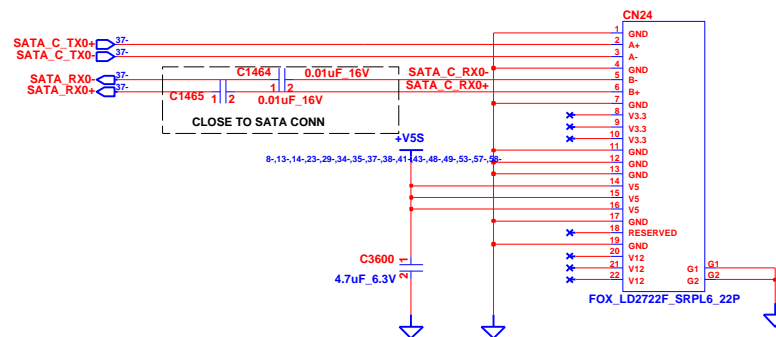 CN24
SATA_C_TX0+ 37-
SATA_C_TX0- 37-
SATA_RX0- 37-
SATA_RX0+ 37-
C1464
1 2
0.01uF_16V
C1465
1 2
0.01uF_16V
SATA_C_RX0-
SATA_C_RX0+
CLOSE TO SATA CONN
+V5S
8-,13-,14-,23-,29-,34-,35-,37-,38-,41-,43-,48-,49-,53-,57-,58-
C3600
1
2
4.7uF_6.3V
1 GND
2 A+
3 A-
4 GND
5 B-
6 B+
7 GND
8 V3.3
9 V3.3
10 V3.3
11 GND
12 GND
13 GND
14 V5
15 V5
16 V5
17 GND
18 RESERVED
19 GND
20 V12
21 V12 G1 G1
22 V12 G2 G2
FOX_LD2722F_SRPL6_22P